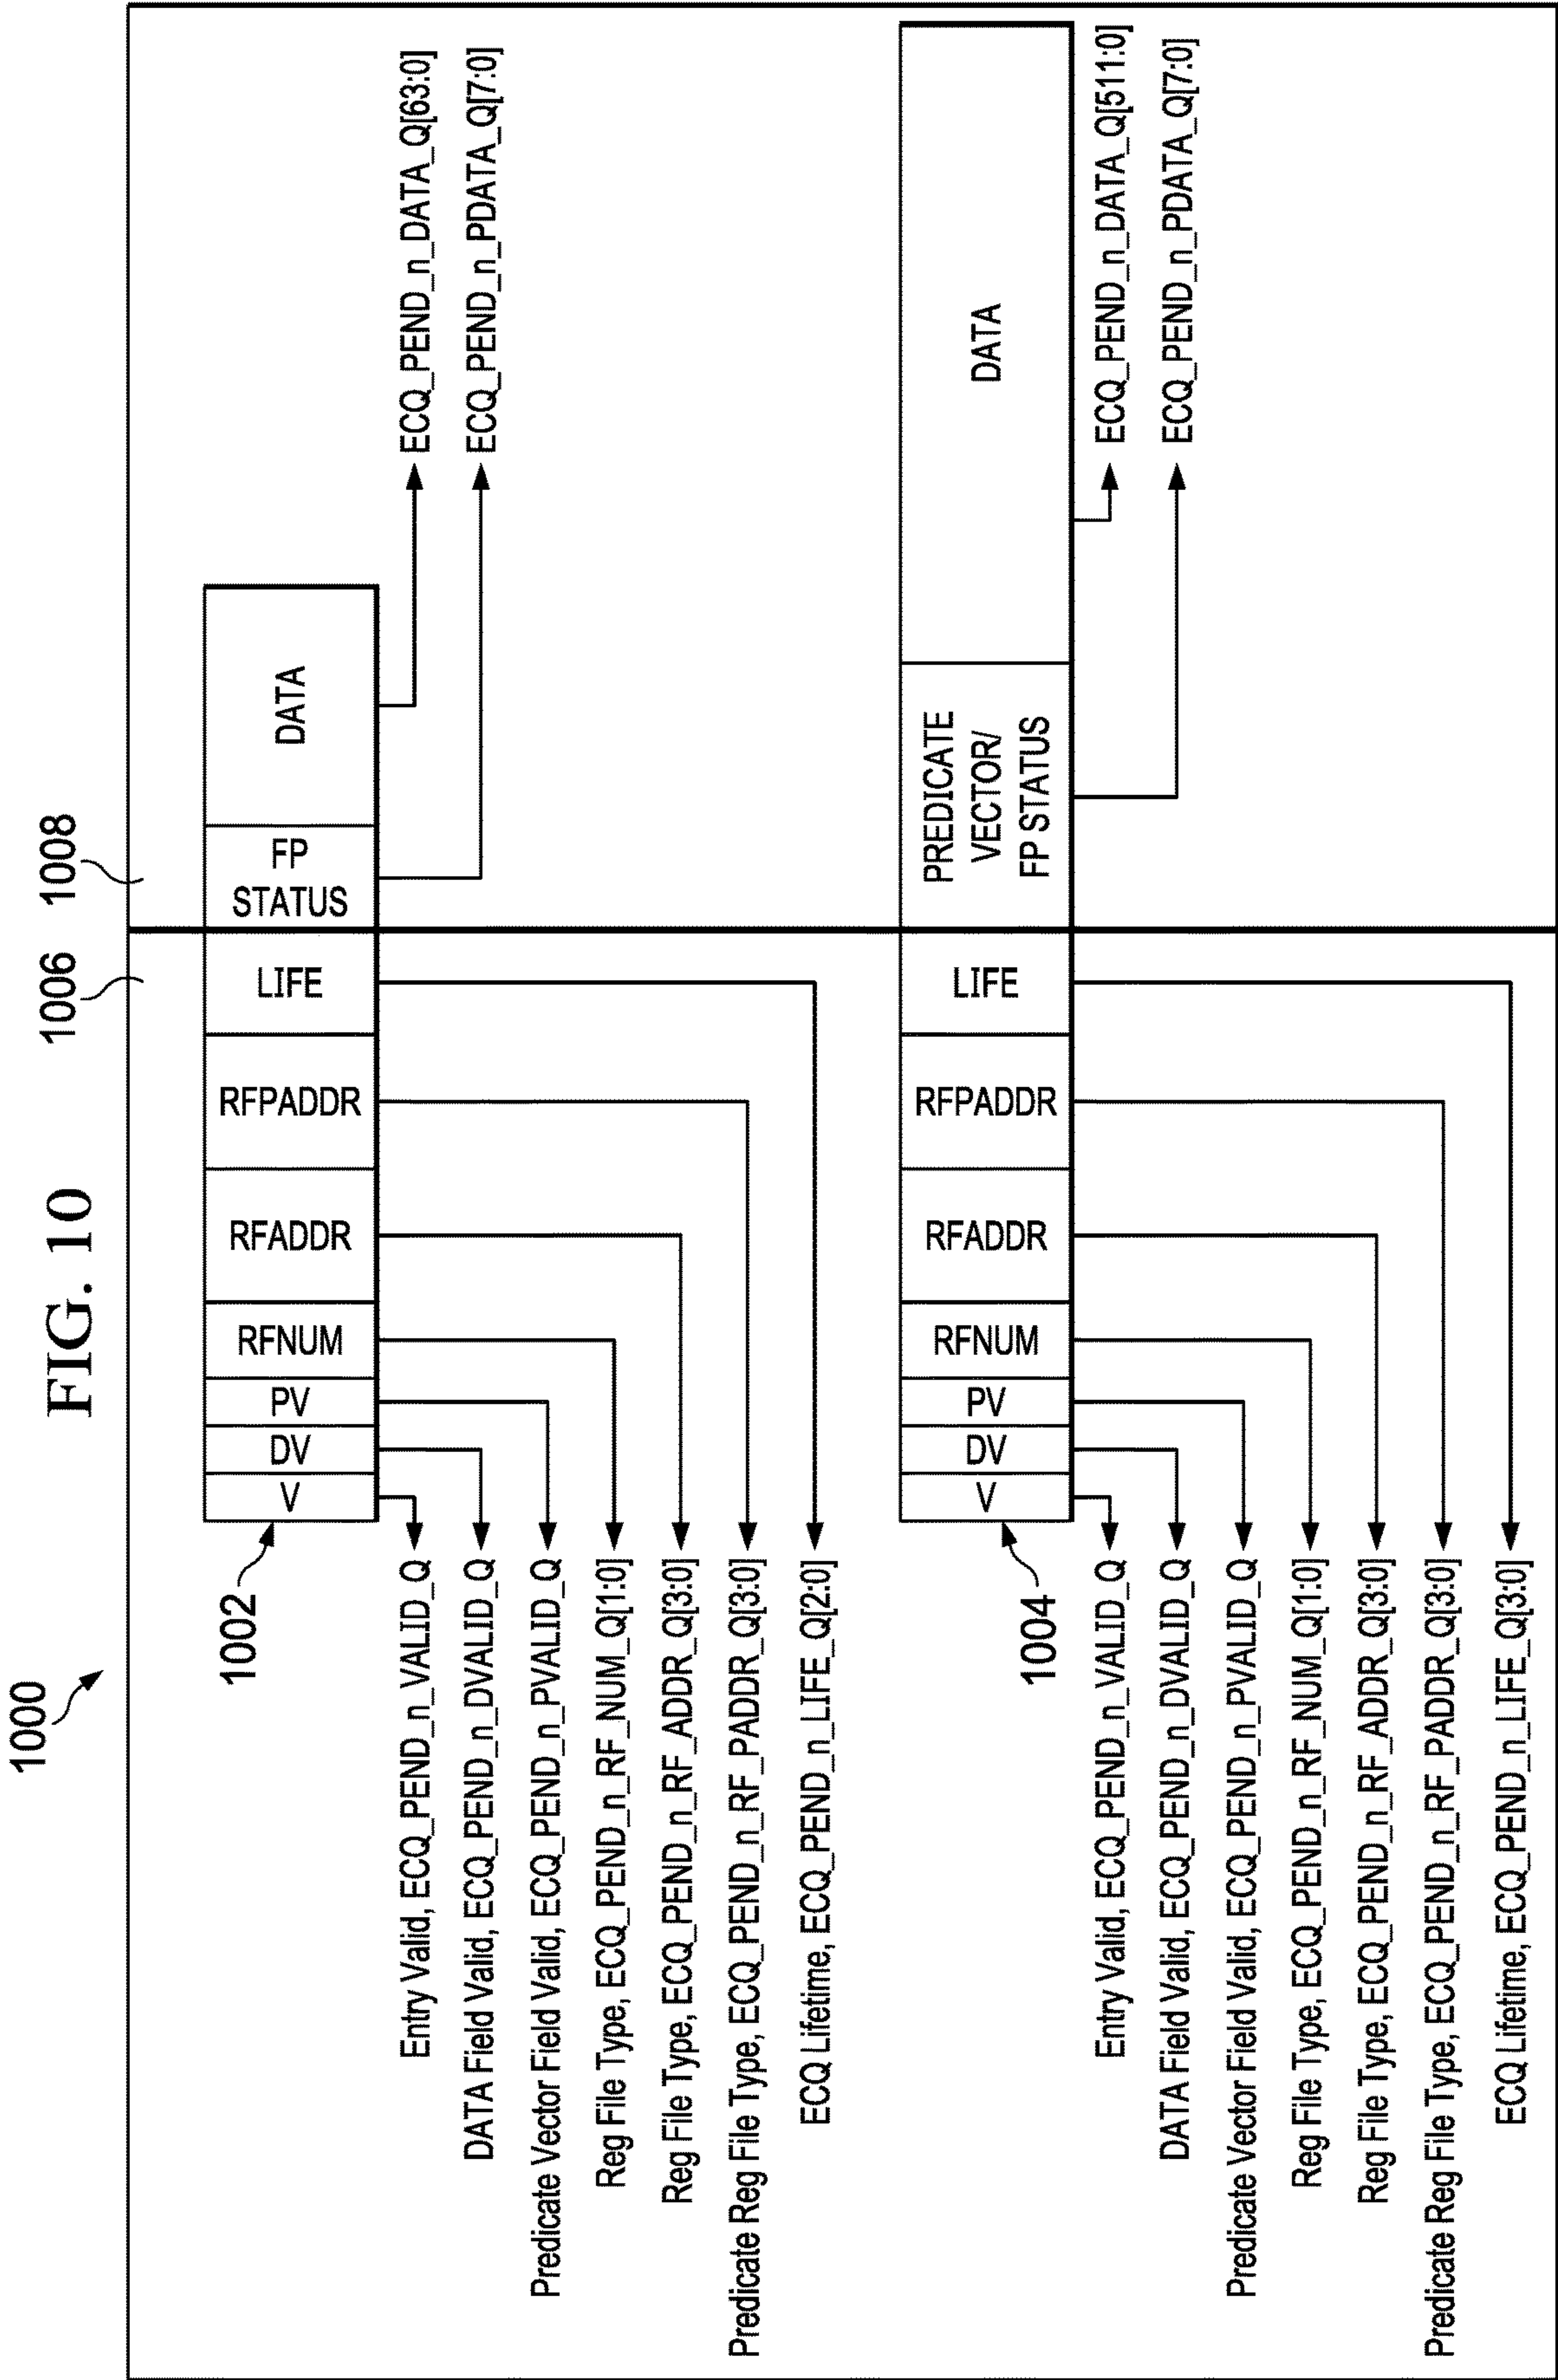 FIG. 10
1000
1006
1008
1002
V
DV
PV
RFNUM
RFADDR
RFPADDR
LIFE
FP
STATUS
DATA
Entry Valid, ECQ_PEND_n_VALID_Q
DATA Field Valid, ECQ_PEND_n_DVALID_Q
Predicate Vector Field Valid, ECQ_PEND_n_PVALID_Q
Reg File Type, ECQ_PEND_n_RF_NUM_Q[1:0]
Reg File Type, ECQ_PEND_n_RF_ADDR_Q[3:0]
Predicate Reg File Type, ECQ_PEND_n_RF_PADDR_Q[3:0]
ECQ Lifetime, ECQ_PEND_n_LIFE_Q[2:0]
ECQ_PEND_n_DATA_Q[63:0]
ECQ_PEND_n_PDATA_Q[7:0]
1004
V
DV
PV
RFNUM
RFADDR
RFPADDR
LIFE
PREDICATE
VECTOR/
FP STATUS
DATA
Entry Valid, ECQ_PEND_n_VALID_Q
DATA Field Valid, ECQ_PEND_n_DVALID_Q
Predicate Vector Field Valid, ECQ_PEND_n_PVALID_Q
Reg File Type, ECQ_PEND_n_RF_NUM_Q[1:0]
Reg File Type, ECQ_PEND_n_RF_ADDR_Q[3:0]
Predicate Reg File Type, ECQ_PEND_n_RF_PADDR_Q[3:0]
ECQ Lifetime, ECQ_PEND_n_LIFE_Q[3:0]
ECQ_PEND_n_DATA_Q[511:0]
ECQ_PEND_n_PDATA_Q[7:0]